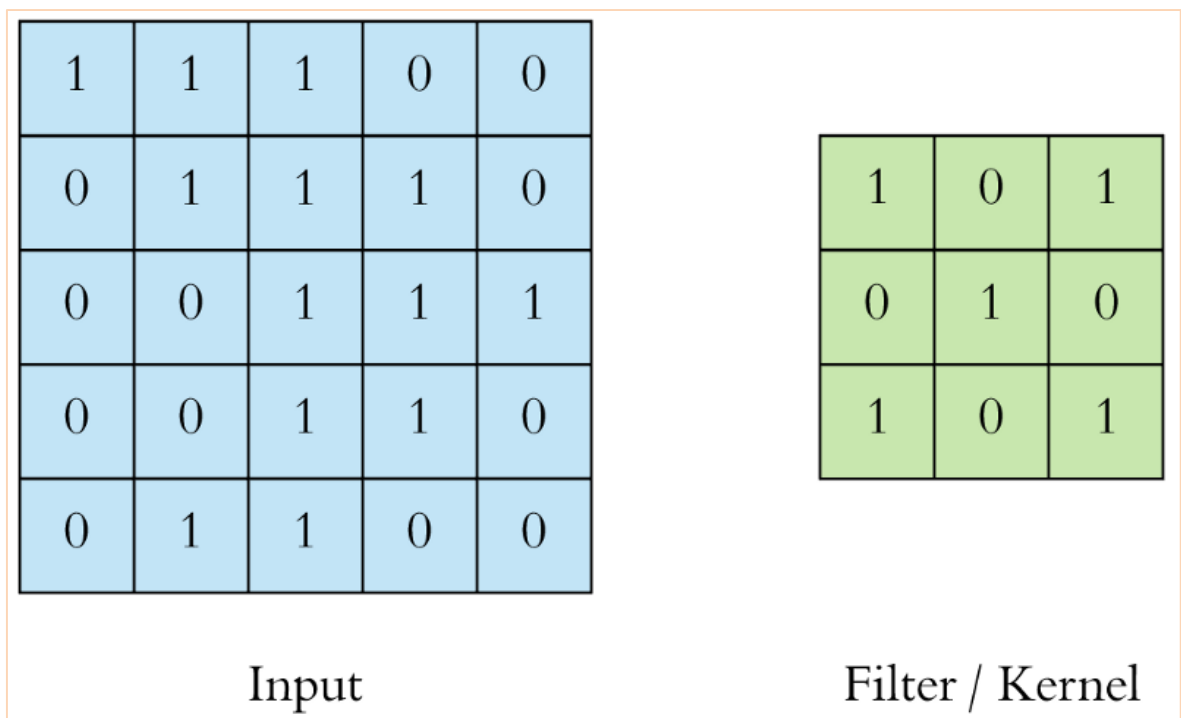 1 1 1 0 0
0 1 1 1 0
0 0 1 1 1
0 0 1 1 0
0 1 1 0 0
Input
1 0 1
0 1 0
1 0 1
Filter / Kernel